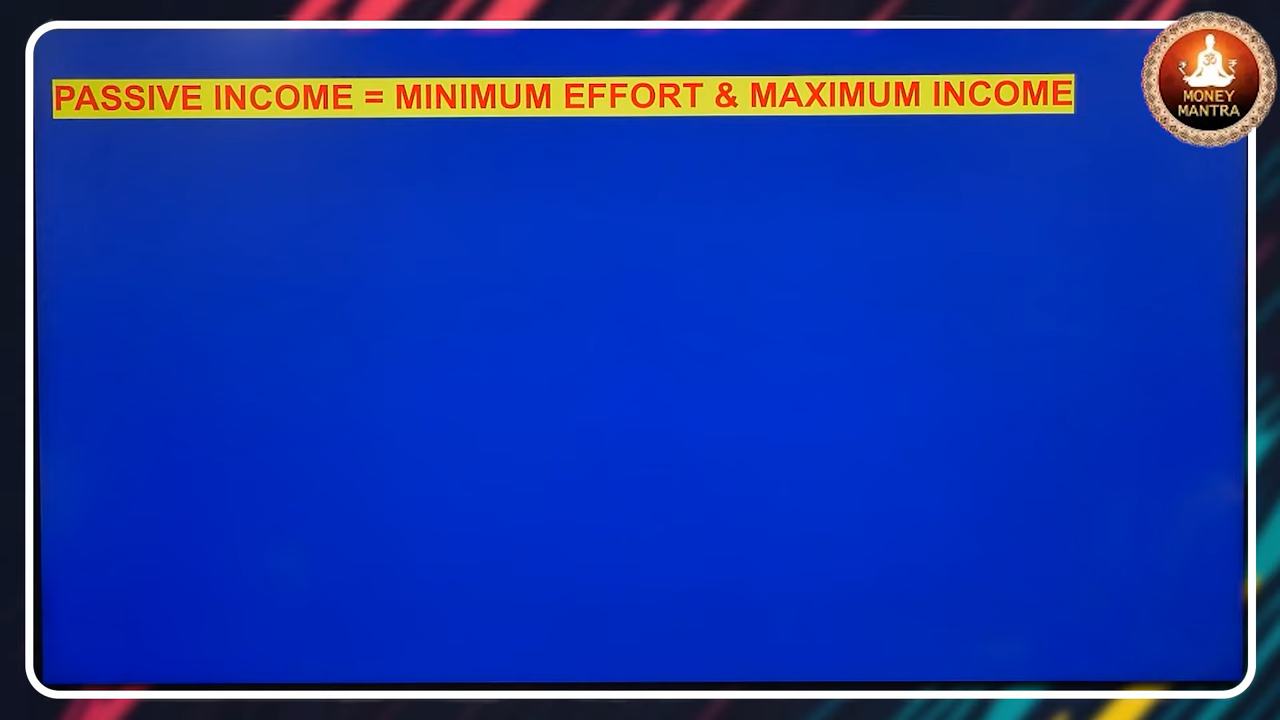 PASSIVE INCOME = MINIMUM EFFORT & MAXIMUM INCOME
ॐ
₹ ₹
MONEY
MANTRA